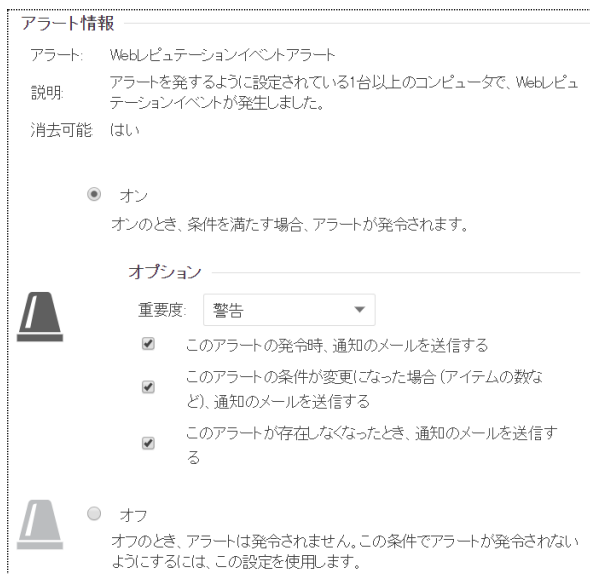 アラート情報
アラート: Webレピュテーションイベントアラート
説明: アラートを発するように設定されている1台以上のコンピュータで、Webレピュ
テーションイベントが発生しました。
消去可能: はい
オン
オンのとき、条件を満たす場合、アラートが発令されます。
オプション
重要度: 警告
このアラートの発令時、通知のメールを送信する
このアラートの条件が変更になった場合 (アイテムの数な
ど)、通知のメールを送信する
このアラートが存在しなくなったとき、通知のメールを送信す
る
オフ
オフのとき、アラートは発令されません。この条件でアラートが発令されない
ようにするには、この設定を使用します。